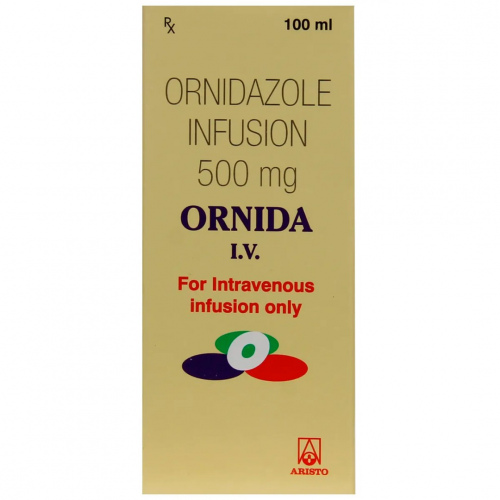 Rx
100 ml
ORNIDAZOLE
INFUSION
500 mg
ORNIDA
I.V.
For Intravenous
infusion only
ARISTO